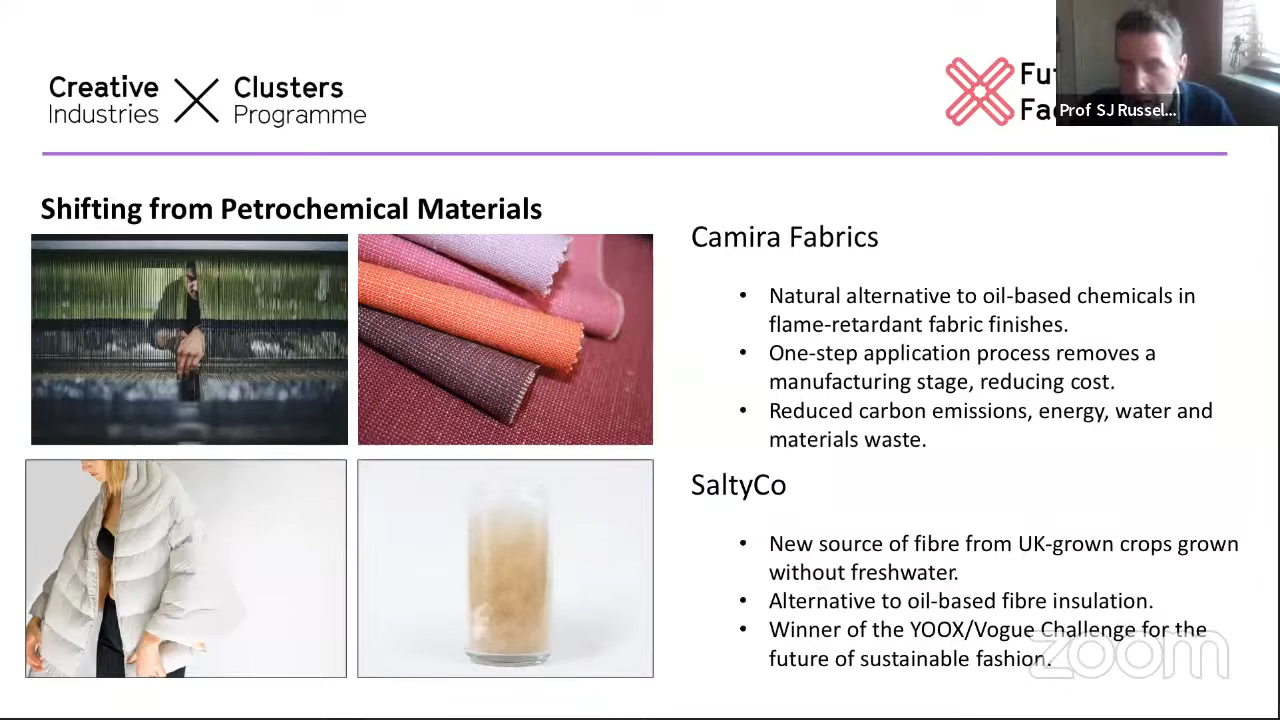 Creative
Industries
Clusters
Programme
Fut
Fa
Prof SJ Russel...
Shifting from Petrochemical Materials
Camira Fabrics
• Natural alternative to oil-based chemicals in
flame-retardant fabric finishes.
• One-step application process removes a
manufacturing stage, reducing cost.
• Reduced carbon emissions, energy, water and
materials waste.
SaltyCo
• New source of fibre from UK-grown crops grown
without freshwater.
• Alternative to oil-based fibre insulation.
• Winner of the YOOX/Vogue Challenge for the
future of sustainable fashion.
zoom